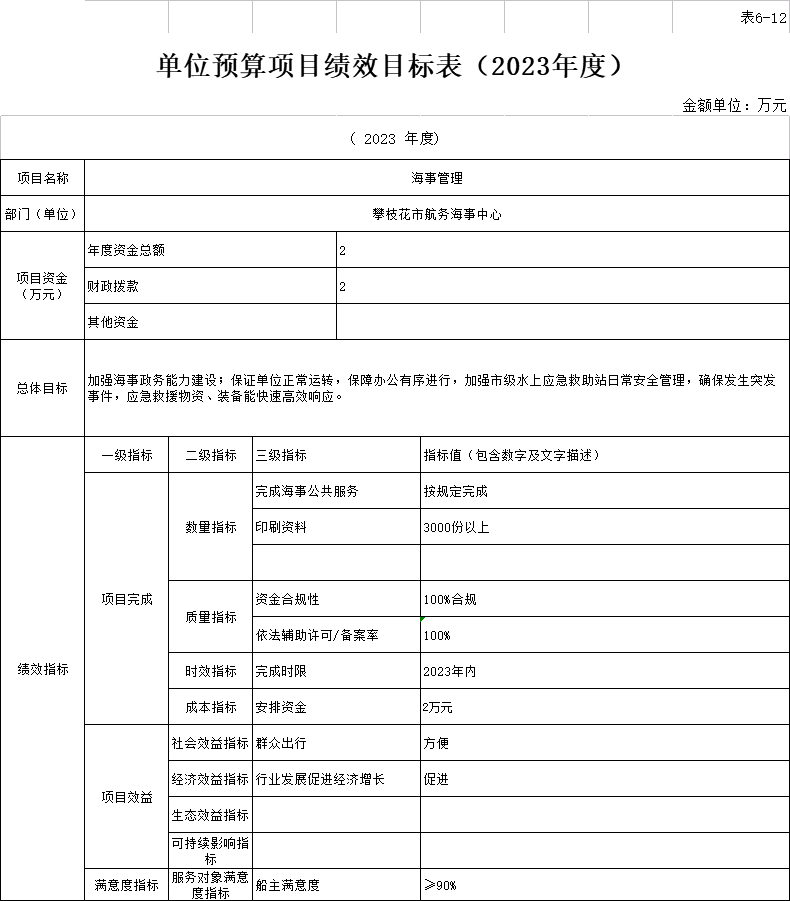 表6-12
单位预算项目绩效目标表（2023年度）
金额单位：万元
( 2023 年度)
项目名称 海事管理
部门（单位） 攀枝花市航务海事中心
项目资金
（万元）
年度资金总额 2
财政拨款 2
其他资金
总体目标
加强海事政务能力建设；保证单位正常运转，保障办公有序进行，加强市级水上应急救助站日常安全管理，确保发生突发
事件，应急救援物资、装备能快速高效响应。
绩效指标
一级指标 二级指标 三级指标 指标值（包含数字及文字描述）
项目完成
数量指标
完成海事公共服务 按规定完成
印刷资料 3000份以上
质量指标
资金合规性 100%合规
依法辅助许可/备案率 100%
时效指标 完成时限 2023年内
成本指标 安排资金 2万元
项目效益
社会效益指标 群众出行 方便
经济效益指标 行业发展促进经济增长 促进
生态效益指标
可持续影响指
标
满意度指标
服务对象满意
度指标
船主满意度 ≥90%